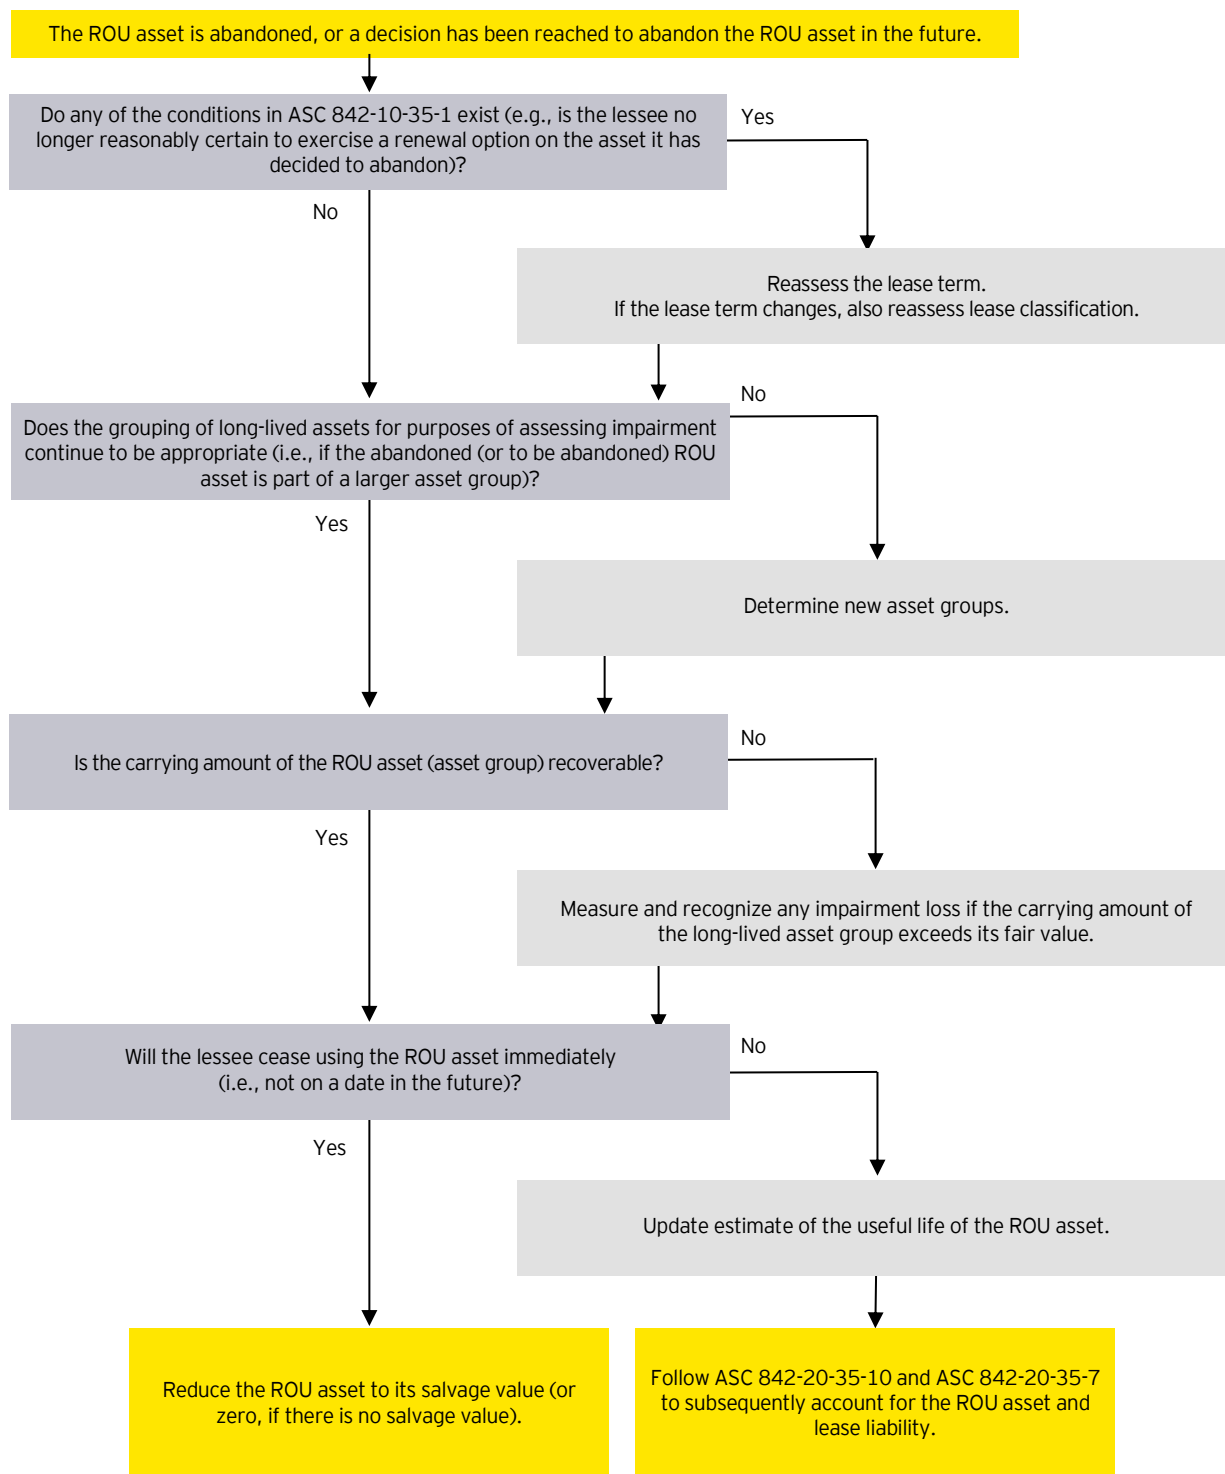 The ROU asset is abandoned, or a decision has been reached to abandon the ROU asset in the future.
Do any of the conditions in ASC 842-10-35-1 exist (e.g., is the lessee no
longer reasonably certain to exercise a renewal option on the asset it has
decided to abandon)?
Yes
No
Reassess the lease term.
If the lease term changes, also reassess lease classification.
Does the grouping of long-lived assets for purposes of assessing impairment
continue to be appropriate (i.e., if the abandoned (or to be abandoned) ROU
asset is part of a larger asset group)?
No
Yes
Determine new asset groups.
Is the carrying amount of the ROU asset (asset group) recoverable?
No
Yes
Measure and recognize any impairment loss if the carrying amount of
the long-lived asset group exceeds its fair value.
Will the lessee cease using the ROU asset immediately
(i.e., not on a date in the future)?
No
Yes
Update estimate of the useful life of the ROU asset.
Reduce the ROU asset to its salvage value (or
zero, if there is no salvage value).
Follow ASC 842-20-35-10 and ASC 842-20-35-7
to subsequently account for the ROU asset and
lease liability.